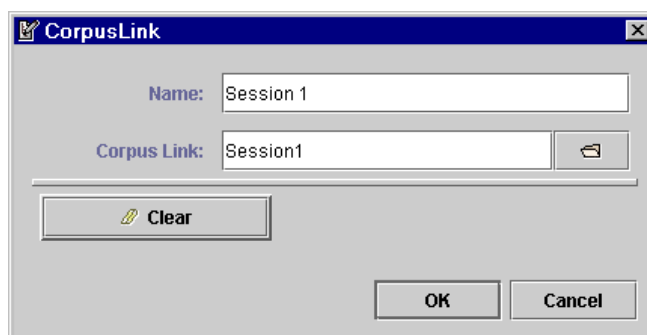 CorpusLink
Name: Session 1
Corpus Link: Session1
Clear
OK Cancel